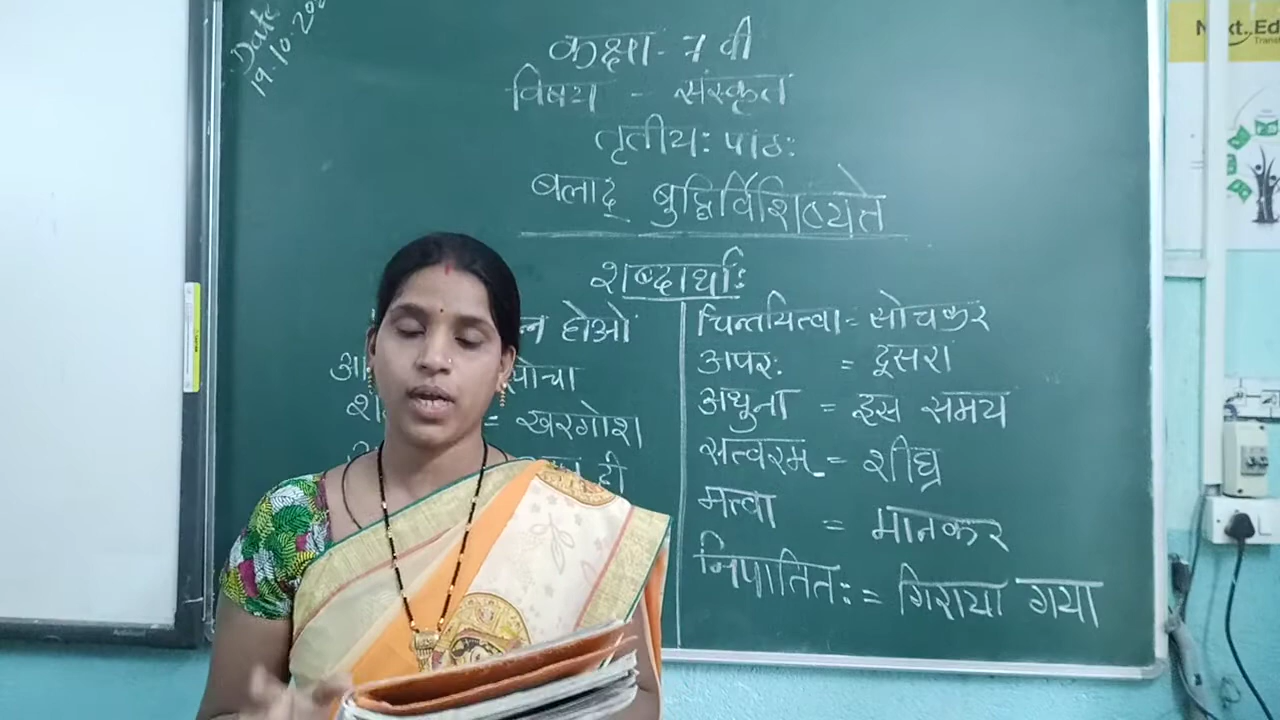 Date
19.10.20
कक्षा - 7 वी
विषय - संस्कृत
तृतीयः पाठः
बलाद् बुद्धिर्विशिष्यते
शब्दार्थाः
होओ
= खरगोश
ही
चिन्तयित्वा = सोचकर
अपरः = दूसरा
अधुना = इस समय
सत्वरम् = शीघ्र
मत्वा = मानकर
निपातितः = गिराया गया